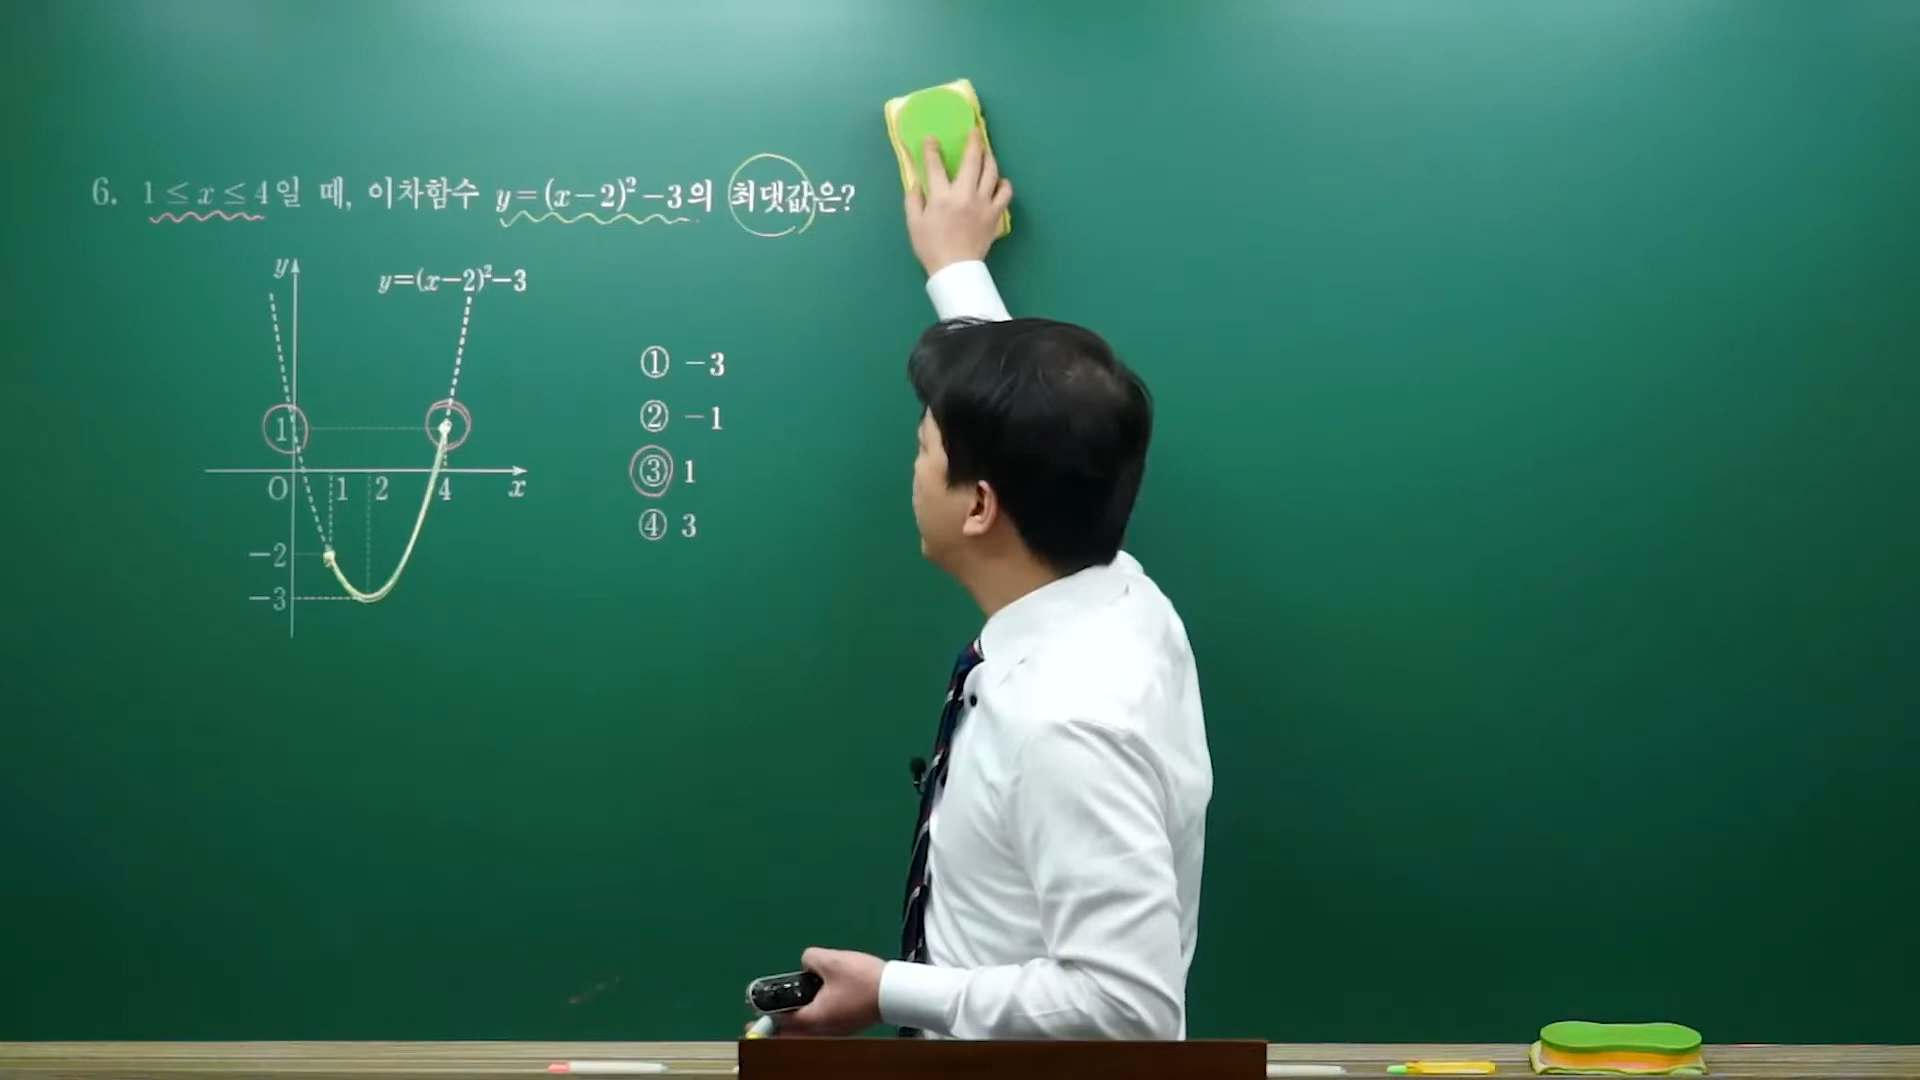 6. 1≤x≤4일 때, 이차함수 y=(x-2)²-3의 최댓값은?
y
y=(x-2)²-3
1
O 1 2 4 x
-2
-3
① -3
② -1
③ 1
④ 3